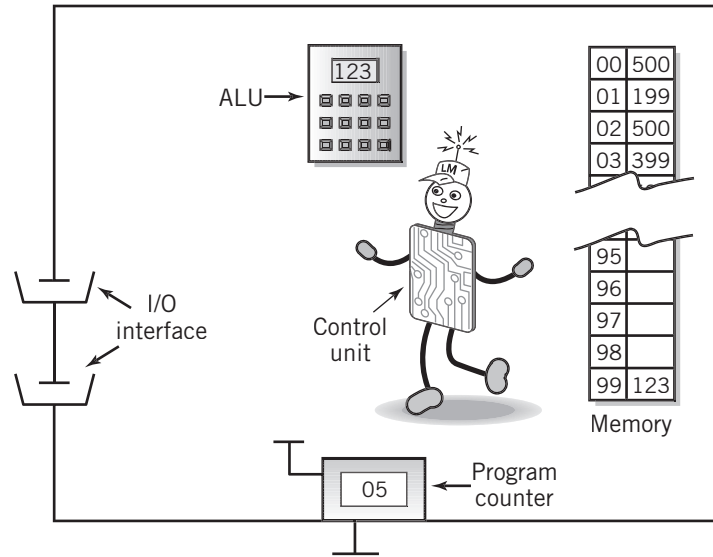 123
ALU
LM
00 500
01 199
02 500
03 399
95
96
97
98
99 123
Memory
I/O
interface
Control
unit
05
Program
counter